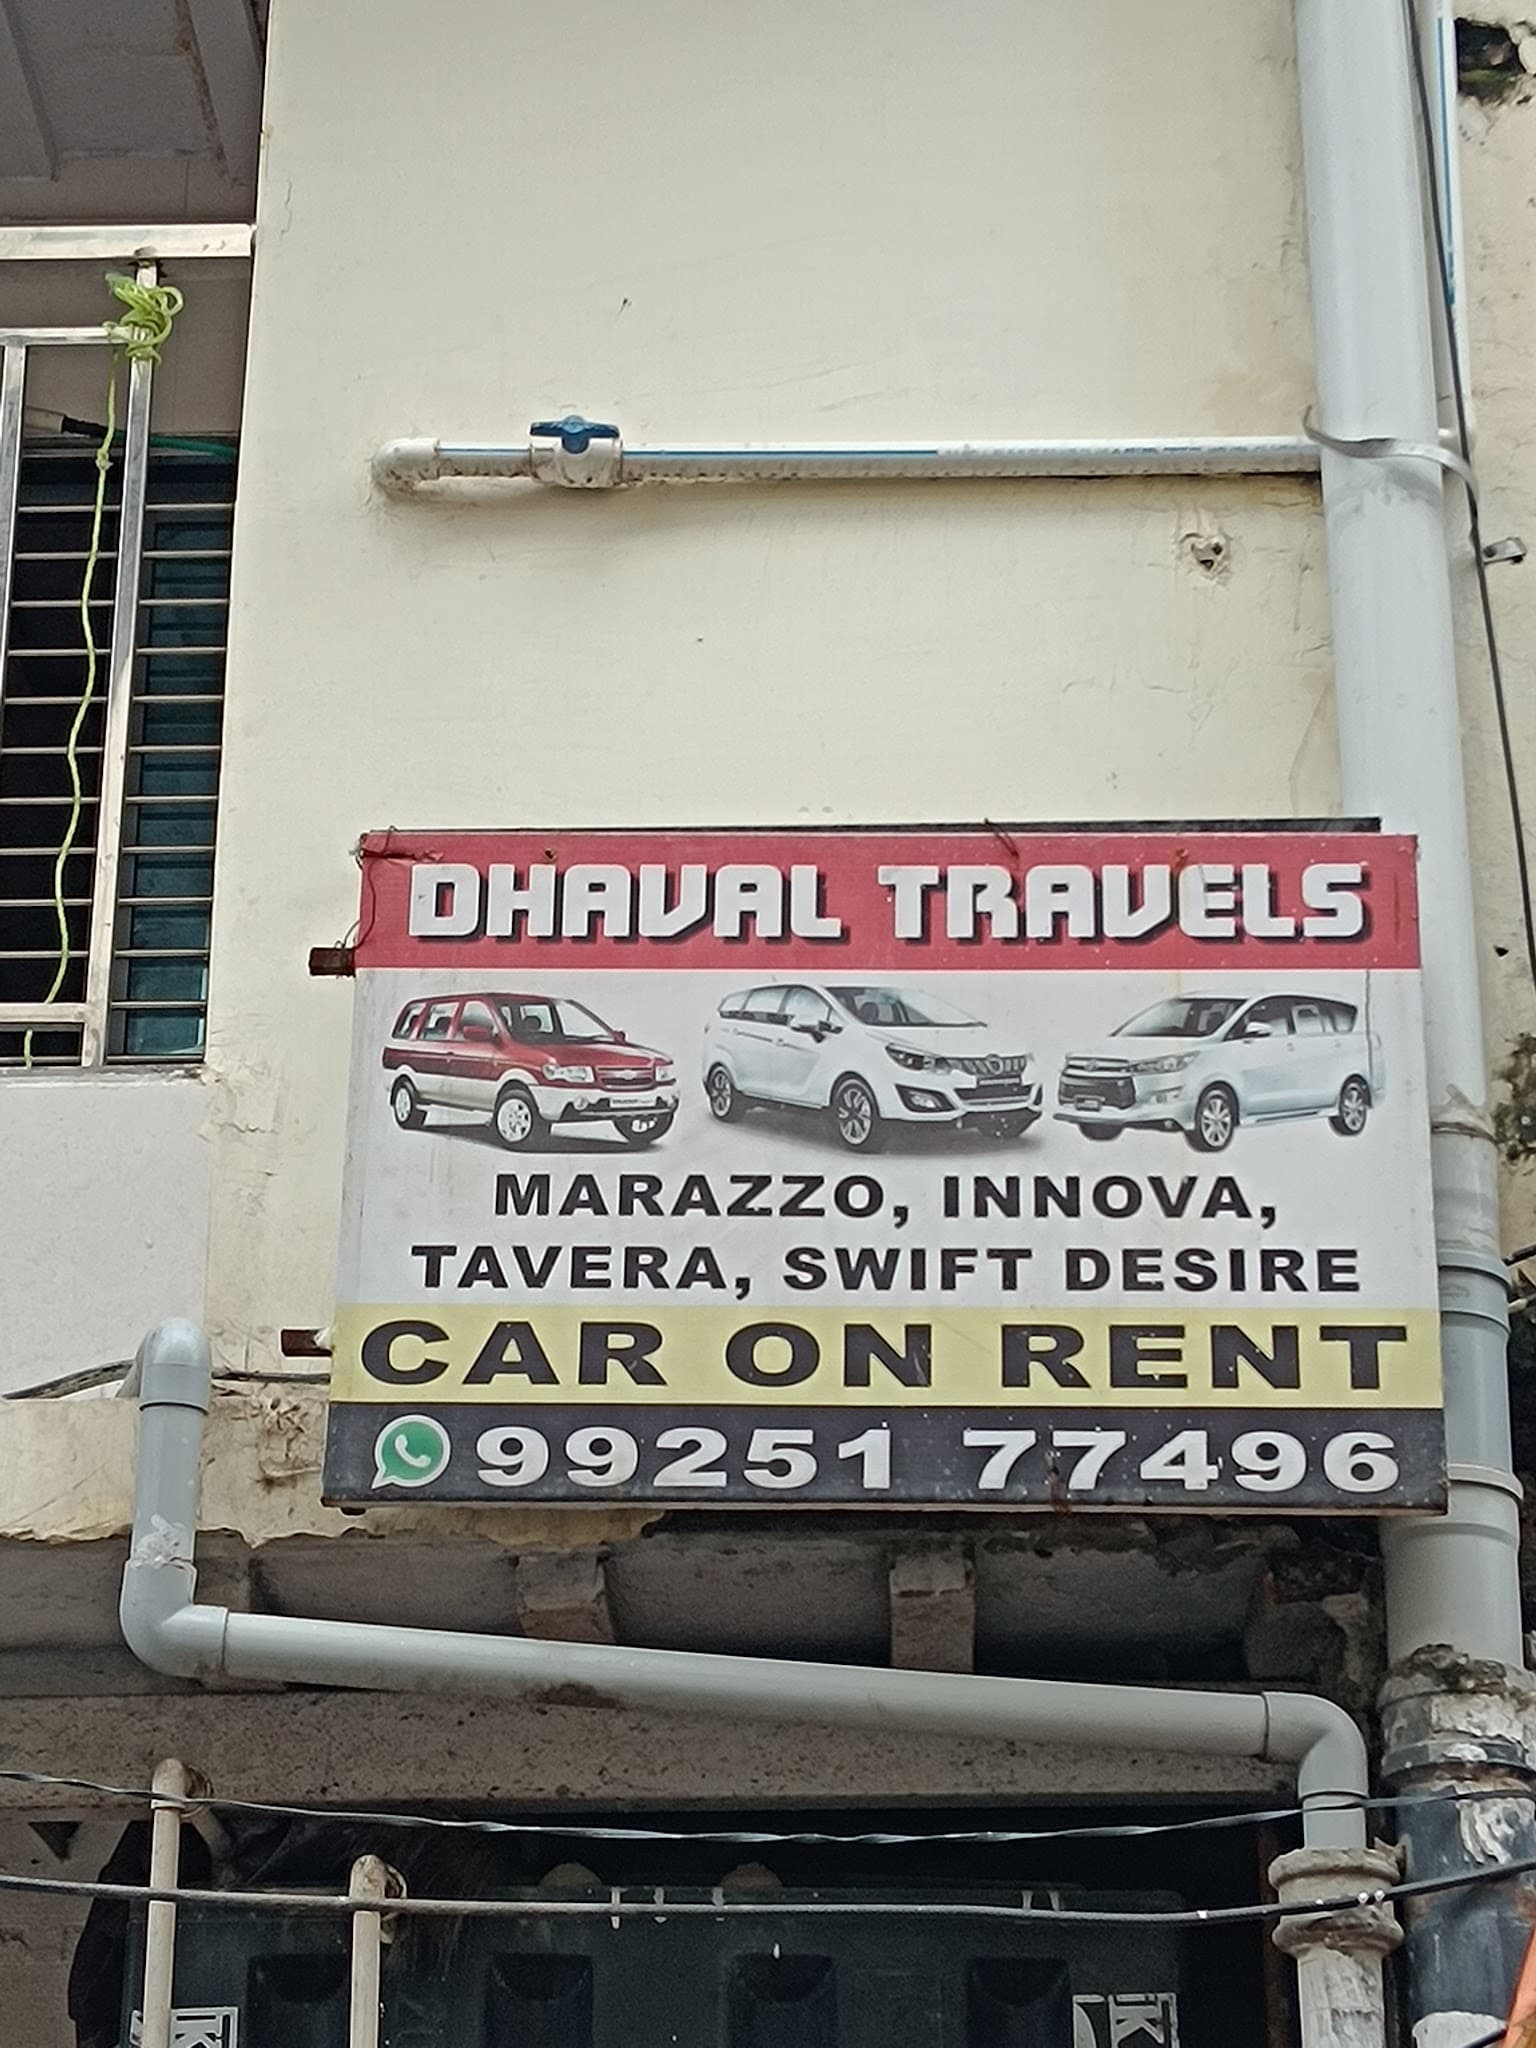 DHAVAL TRAVELS
MARAZZO, INNOVA,
TAVERA, SWIFT DESIRE
CAR ON RENT
99251 77496